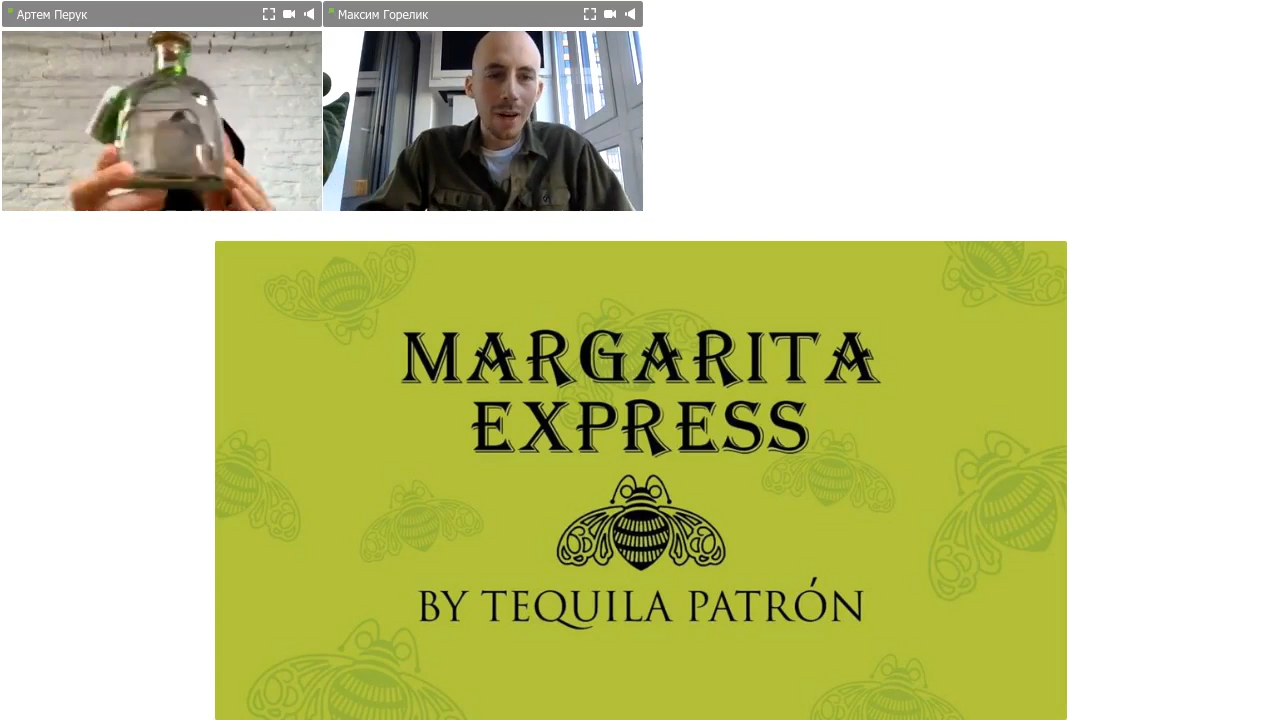 Артем Перук
Максим Горелик
MARGARITA
EXPRESS
BY TEQUILA PATRÓN